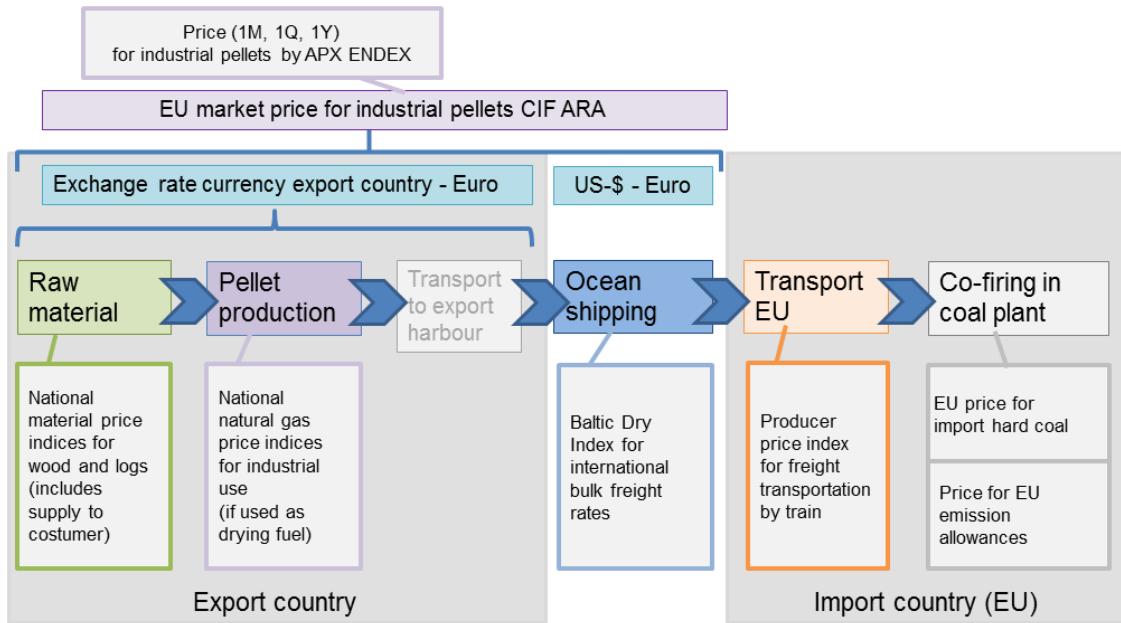 Price (1M, 1Q, 1Y)
for industrial pellets by APX ENDEX
EU market price for industrial pellets CIF ARA
Exchange rate currency export country - Euro
US-$ - Euro
Raw
material
Pellet
production
Transport
to export
harbour
Ocean
shipping
Transport
EU
Co-firing in
coal plant
National
material price
indices for
wood and logs
(includes
supply to
costumer)
National
natural gas
price indices
for industrial
use
(if used as
drying fuel)
Baltic Dry
Index for
international
bulk freight
rates
Producer
price index
for freight
transportation
by train
EU price for
import hard coal
Price for EU
emission
allowances
Export country
Import country (EU)